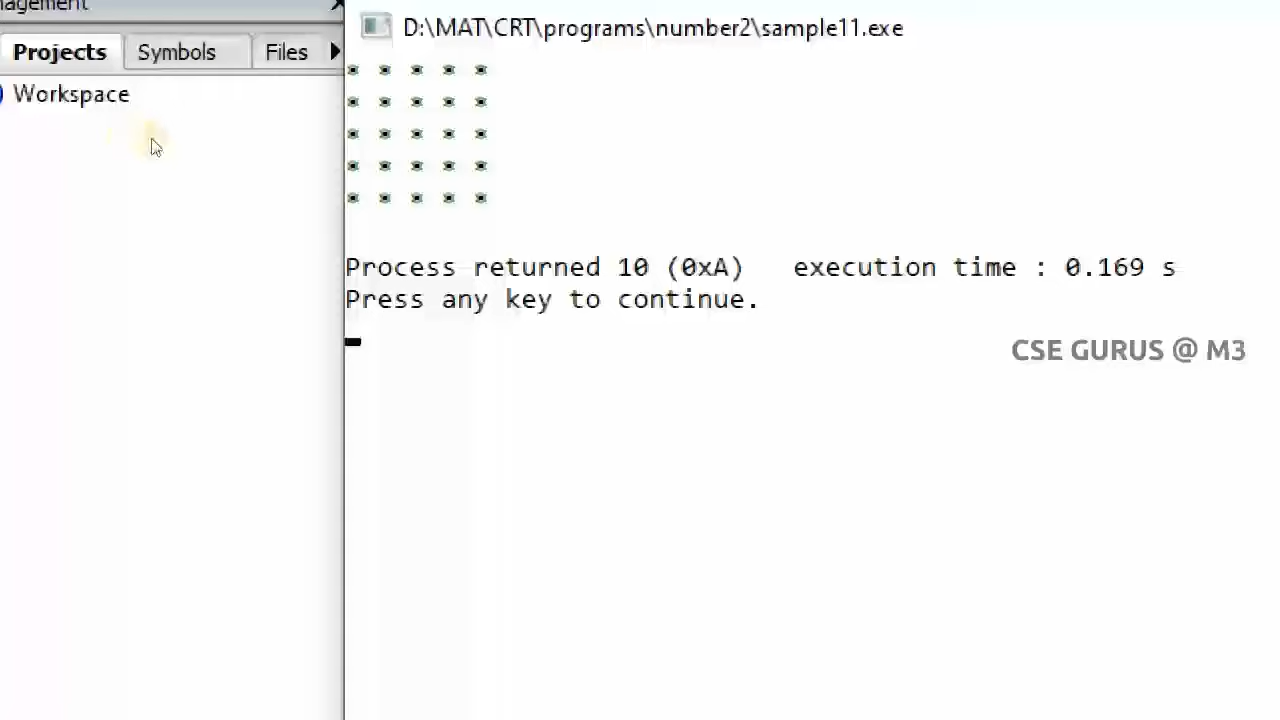 nagement
Projects Symbols Files
Workspace
D:\MAT\CRT\programs\number2\sample11.exe
* * * * *
* * * * *
* * * * *
* * * * *
* * * * *
Process returned 10 (0xA)   execution time : 0.169 s
Press any key to continue.
CSE GURUS @ M3